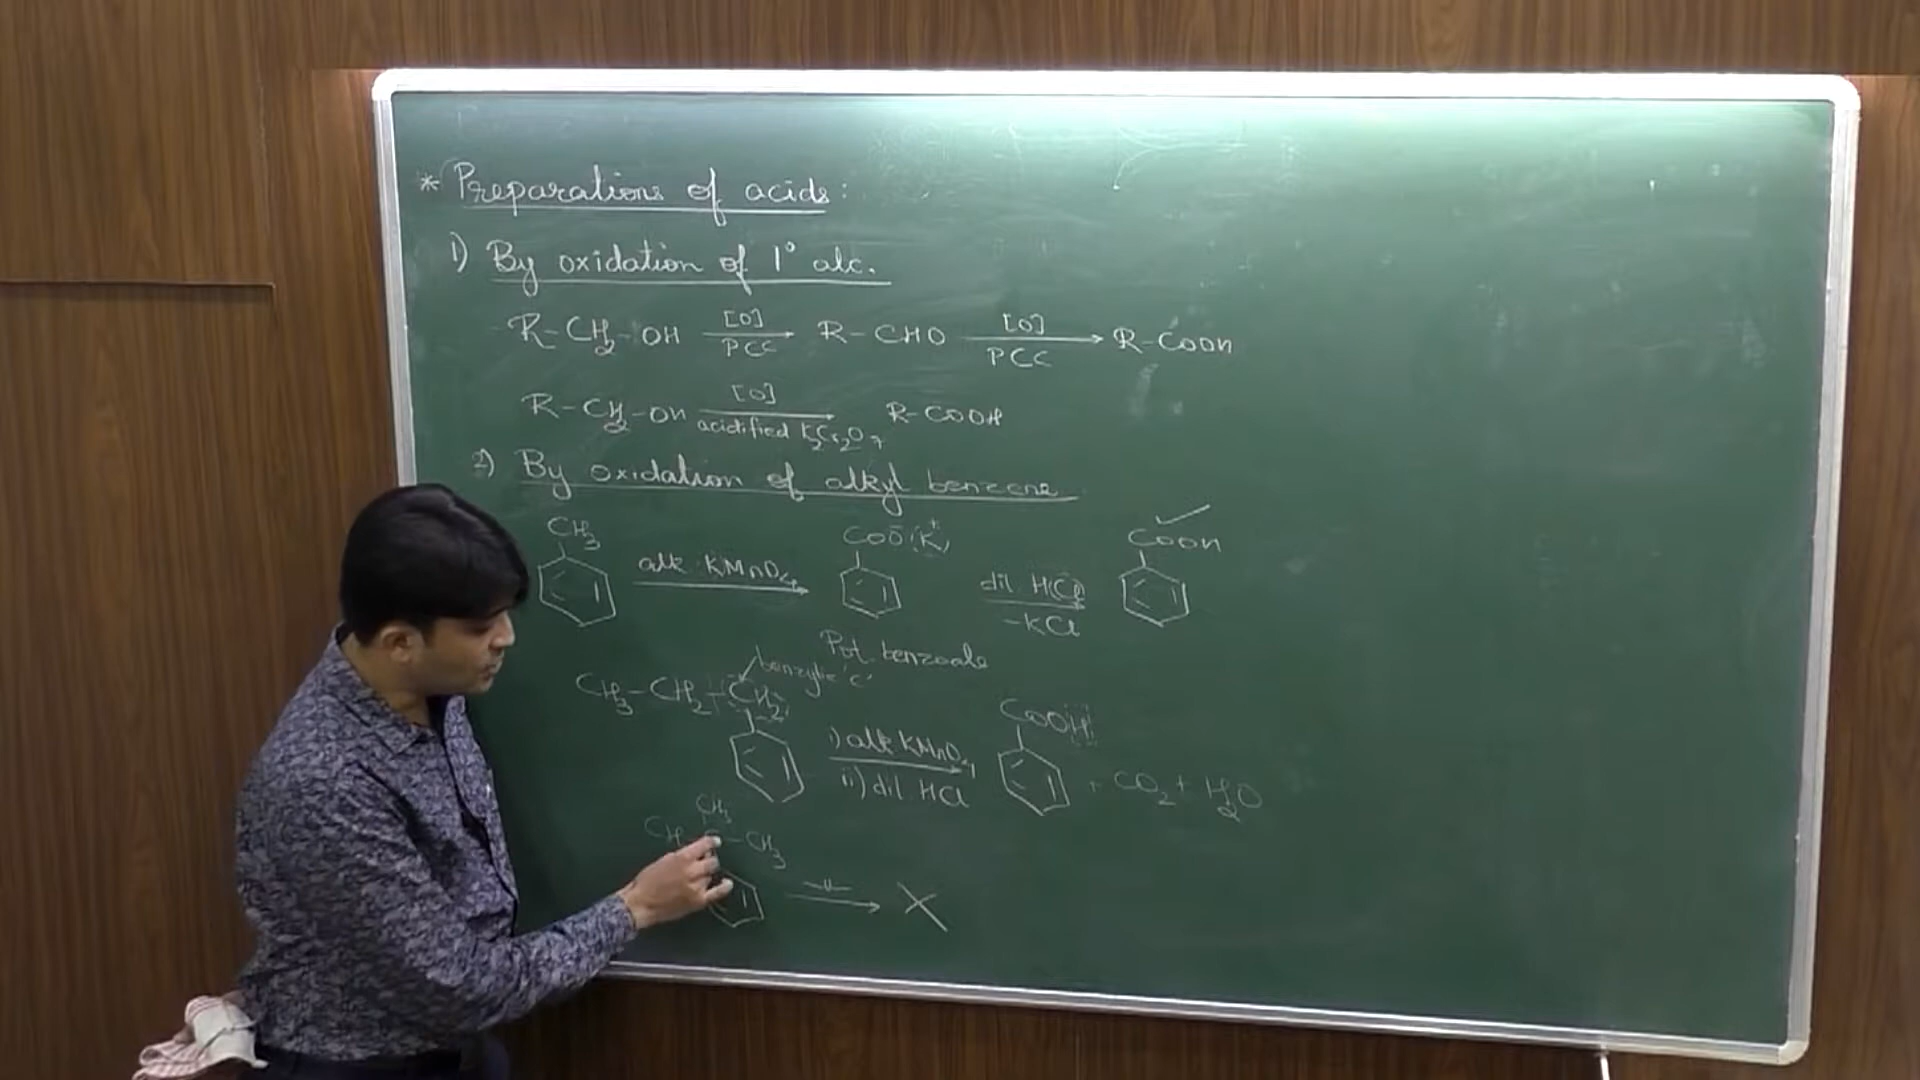 * Preparations of acids:
1) By oxidation of 1° alc.
R-CH2-OH [O] PCC R-CHO [O] PCC R-COOH
R-CH2-OH [O] acidified K2Cr2O7 R-COOH
2) By oxidation of alkyl benzene
CH3 alk. KMnO4 COO⁻(K⁺) dil. HCl -KCl COOH ✓
Pot. benzoate
benzylic 'c'
CH3-CH2-CH2 i) alk KMnO4 ii) dil. HCl COOH + CO2 + H2O
CH3
-CH3
-〃- X